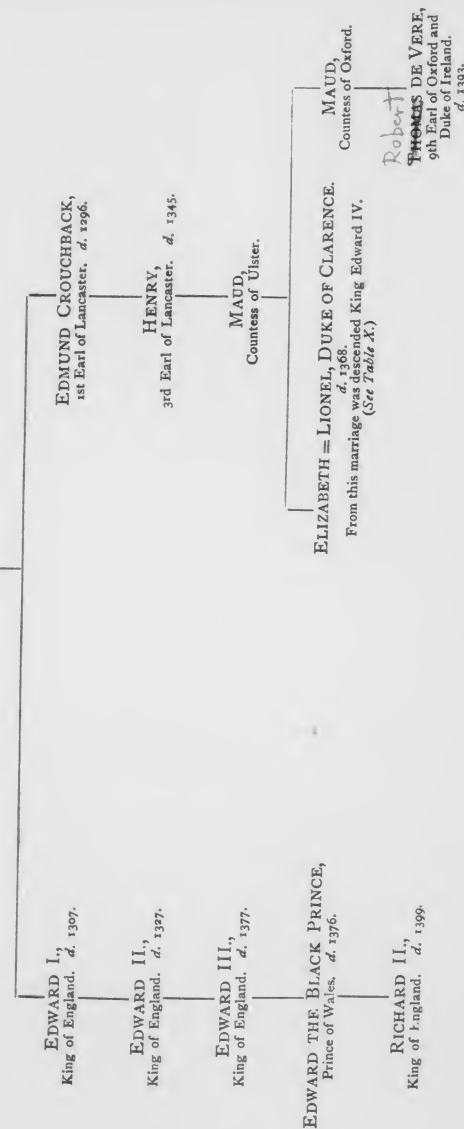 EDWARD I.,
King of England. d. 1307.
EDWARD II.,
King of England. d. 1327.
EDWARD III.,
King of England. d. 1377.
EDWARD THE BLACK PRINCE,
Prince of Wales. d. 1376.
RICHARD II.,
King of England. d. 1399.
EDMUND CROUCHBACK,
1st Earl of Lancaster. d. 1296.
HENRY,
3rd Earl of Lancaster. d. 1345.
MAUD,
Countess of Ulster.
ELIZABETH = LIONEL, DUKE OF CLARENCE.
d. 1368.
From this marriage was descended King Edward IV.
(See Table X.)
MAUD,
Countess of Oxford.
Robert
THOMAS DE VERE,
9th Earl of Oxford and
Duke of Ireland.
d. 1393.